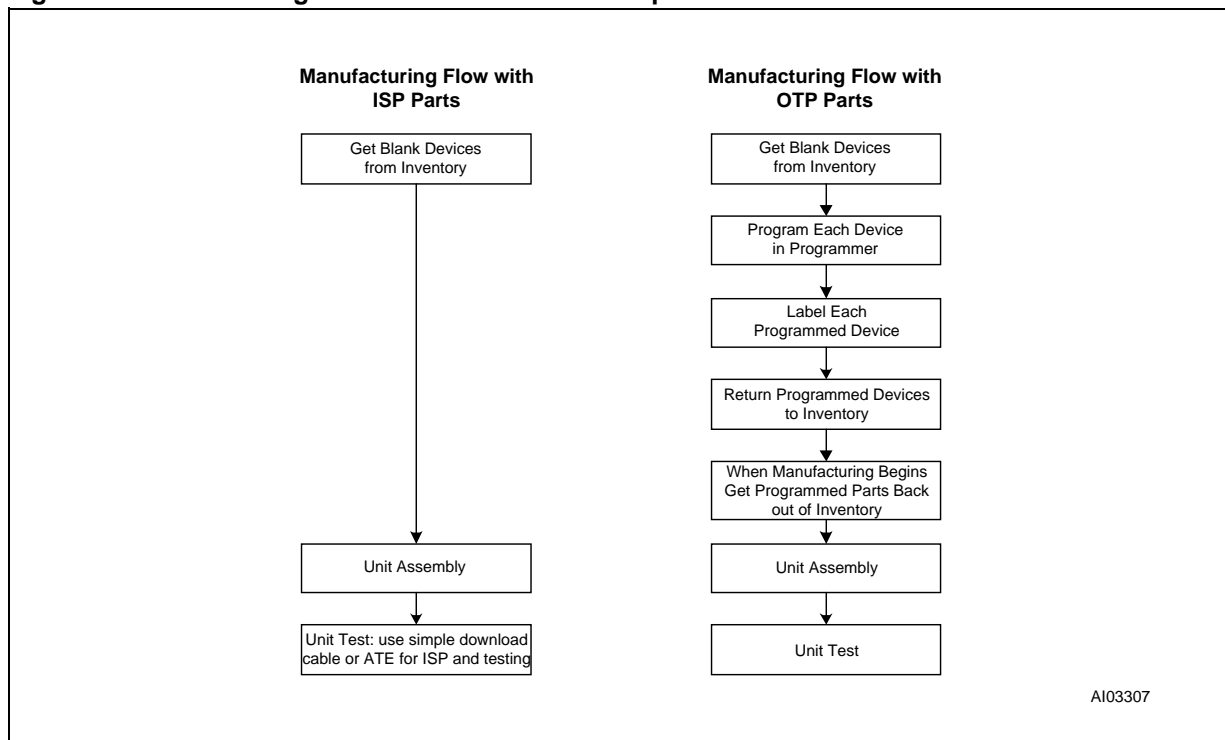 Manufacturing Flow with
ISP Parts
Get Blank Devices
from Inventory
Unit Assembly
Unit Test: use simple download
cable or ATE for ISP and testing
Manufacturing Flow with
OTP Parts
Get Blank Devices
from Inventory
Program Each Device
in Programmer
Label Each
Programmed Device
Return Programmed Devices
to Inventory
When Manufacturing Begins
Get Programmed Parts Back
out of Inventory
Unit Assembly
Unit Test
AI03307